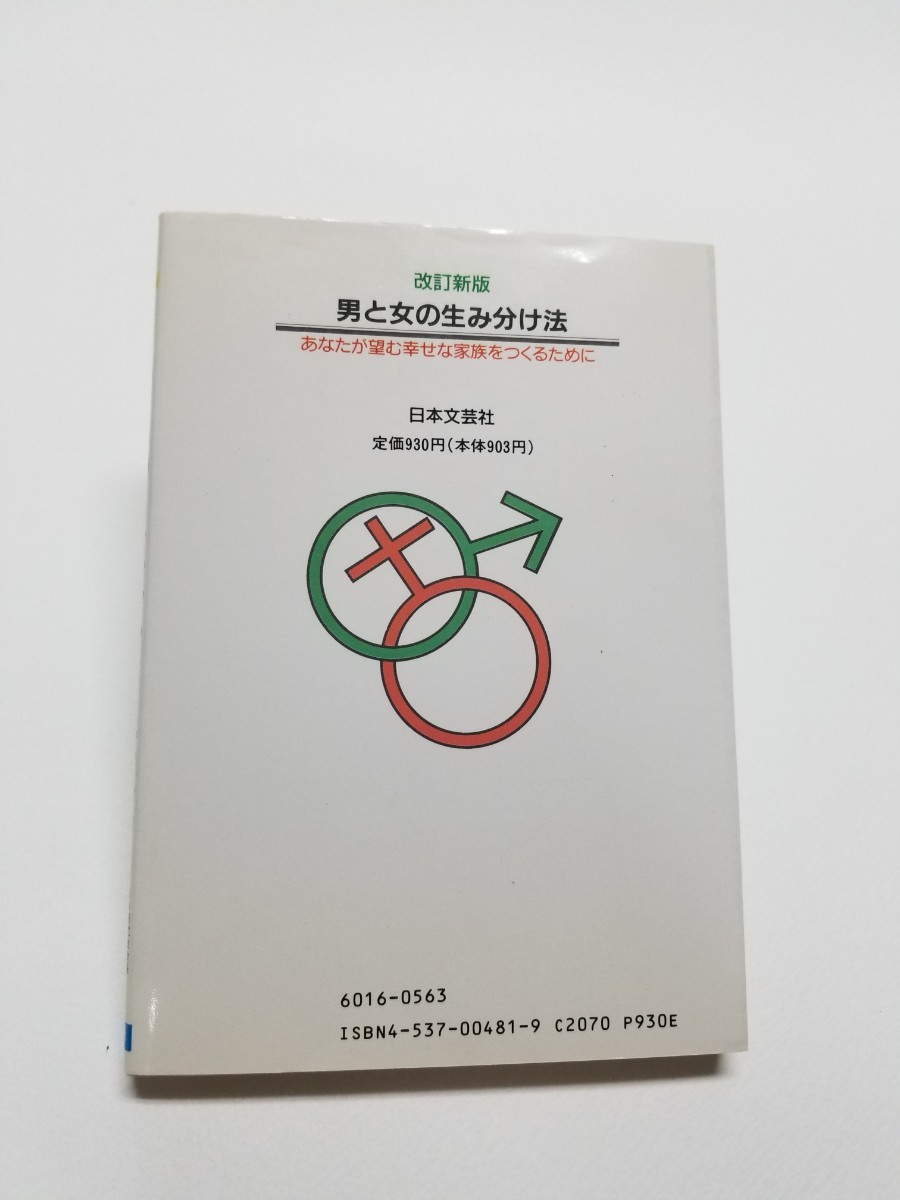 改訂新版
男と女の生み分け法
あなたが望む幸せな家族をつくるために
日本文芸社
定価930円(本体903円)
6016-0563
ISBN4-537-00481-9 C2070 P930E